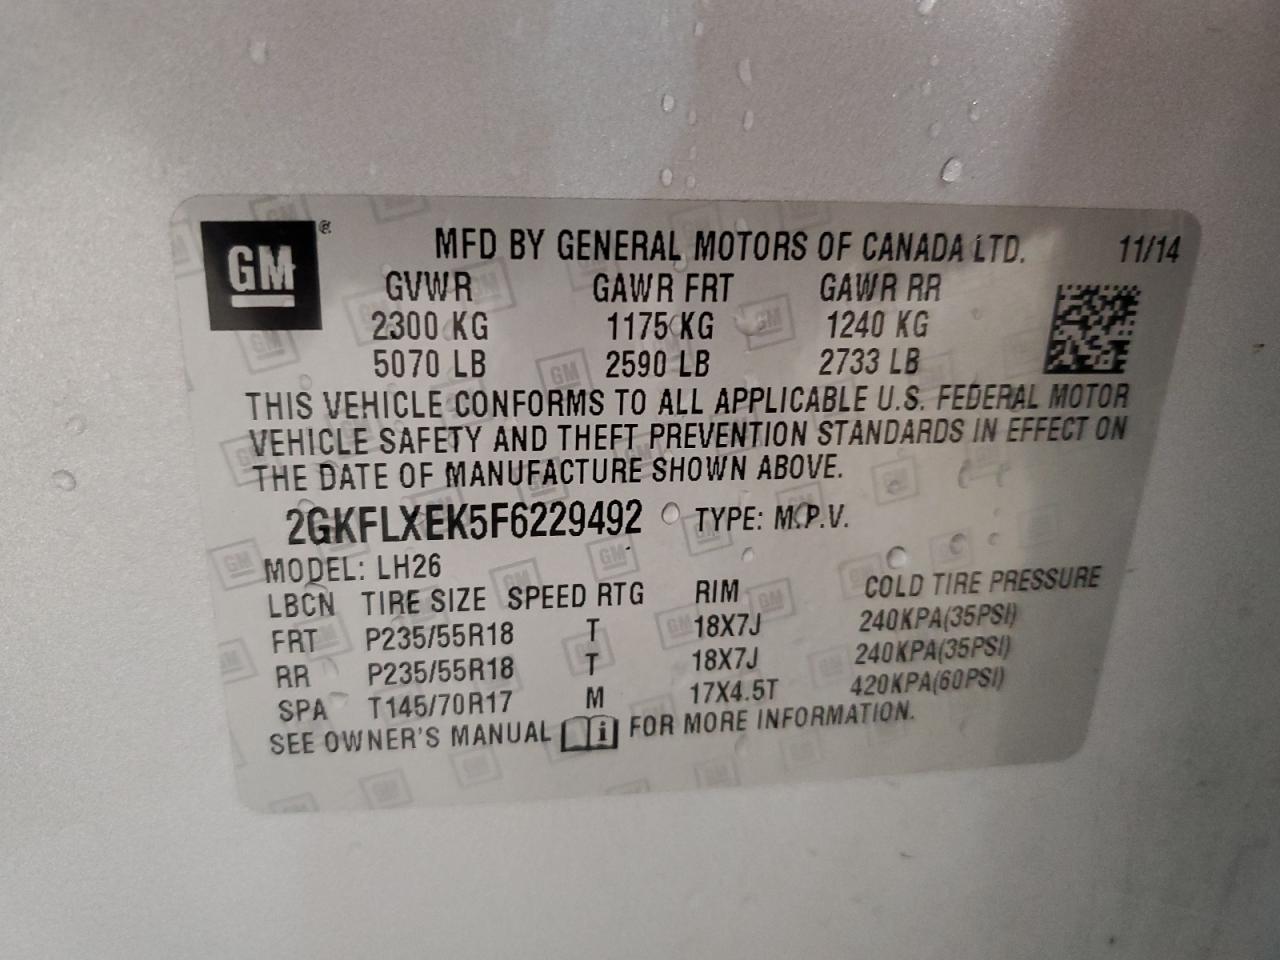 GM
MFD BY GENERAL MOTORS OF CANADA LTD. 11/14
GVWR GAWR FRT GAWR RR
2300 KG 1175 KG 1240 KG
5070 LB 2590 LB 2733 LB
THIS VEHICLE CONFORMS TO ALL APPLICABLE U.S. FEDERAL MOTOR
VEHICLE SAFETY AND THEFT PREVENTION STANDARDS IN EFFECT ON
THE DATE OF MANUFACTURE SHOWN ABOVE.
2GKFLXEK5F6229492 TYPE: M.P.V.
MODEL: LH26
LBCN TIRE SIZE SPEED RTG RIM COLD TIRE PRESSURE
FRT P235/55R18 T 18X7J 240KPA(35PSI)
RR P235/55R18 T 18X7J 240KPA(35PSI)
SPA T145/70R17 M 17X4.5T 420KPA(60PSI)
SEE OWNER'S MANUAL i FOR MORE INFORMATION.